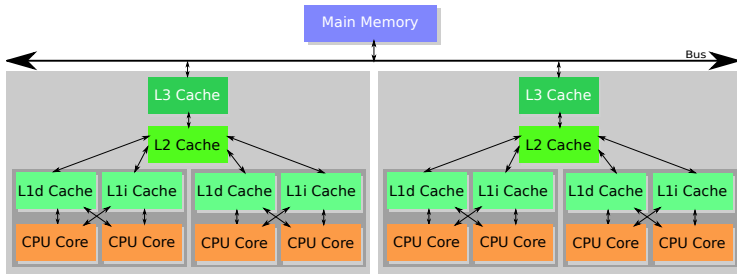 Main Memory
Bus
L3 Cache L3 Cache
L2 Cache L2 Cache
L1d Cache L1i Cache L1d Cache L1i Cache L1d Cache L1i Cache L1d Cache L1i Cache
CPU Core CPU Core CPU Core CPU Core CPU Core CPU Core CPU Core CPU Core